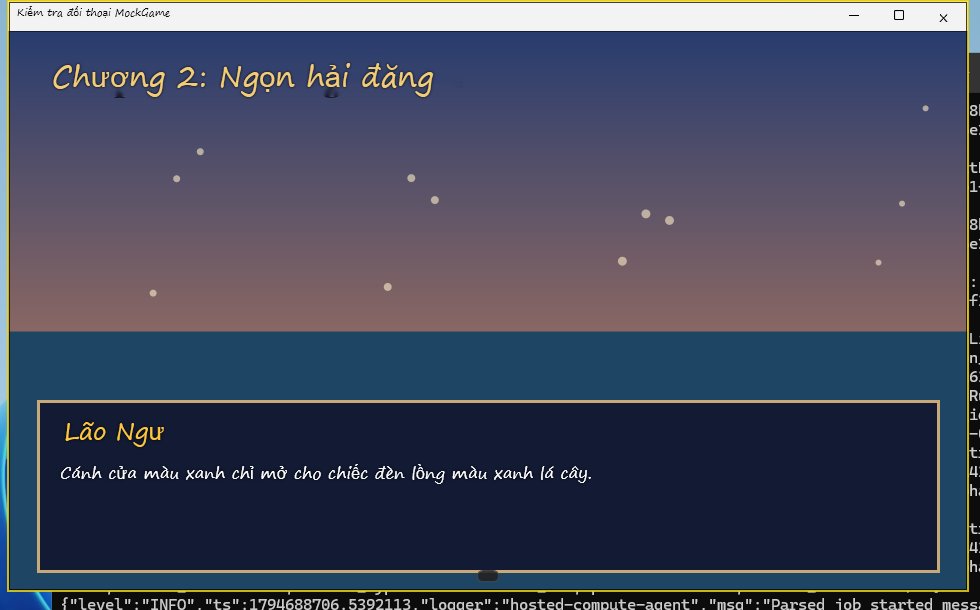 Kiểm tra đối thoại MockGame
Chương 2: Ngọn hải đăng
Lão Ngư
Cánh cửa màu xanh chỉ mở cho chiếc đèn lồng màu xanh lá cây.
{"level":"INFO","ts":1794688706.5392113,"logger":"hosted-compute-agent","msg":"Parsed job started me